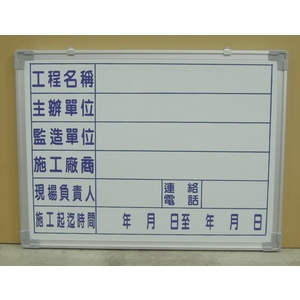 工程名稱
主辦單位
監造單位
施工廠商
現場負責人 連絡電話
施工起迄時間 年 月 日至 年 月 日